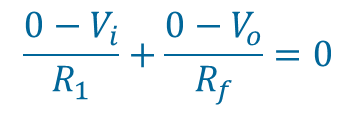 (0 − V_i)/R_1 + (0 − V_o)/R_f = 0